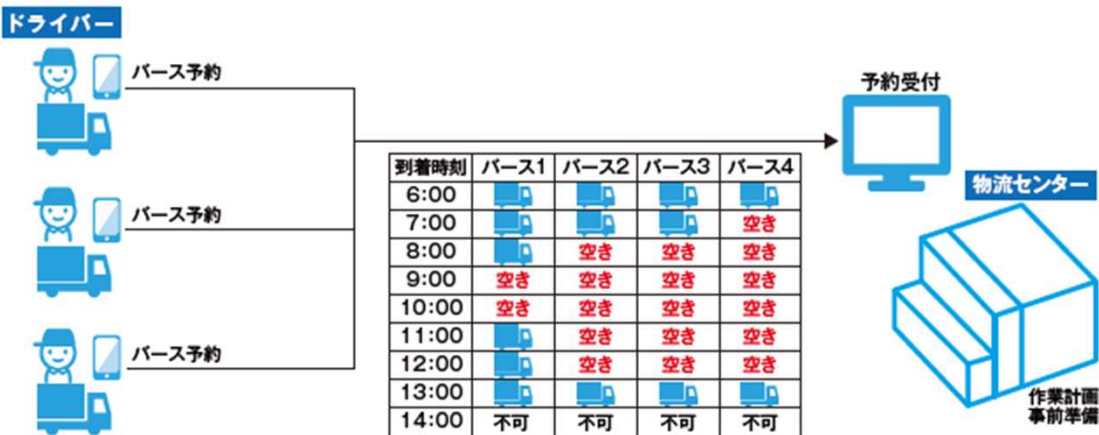 ドライバー
バース予約
バース予約
バース予約
予約受付
物流センター
作業計画
事前準備
到着時刻 バース1 バース2 バース3 バース4
6:00
7:00 空き
8:00 空き 空き 空き
9:00 空き 空き 空き 空き
10:00 空き 空き 空き 空き
11:00 空き 空き 空き
12:00 空き 空き 空き
13:00
14:00 不可 不可 不可 不可